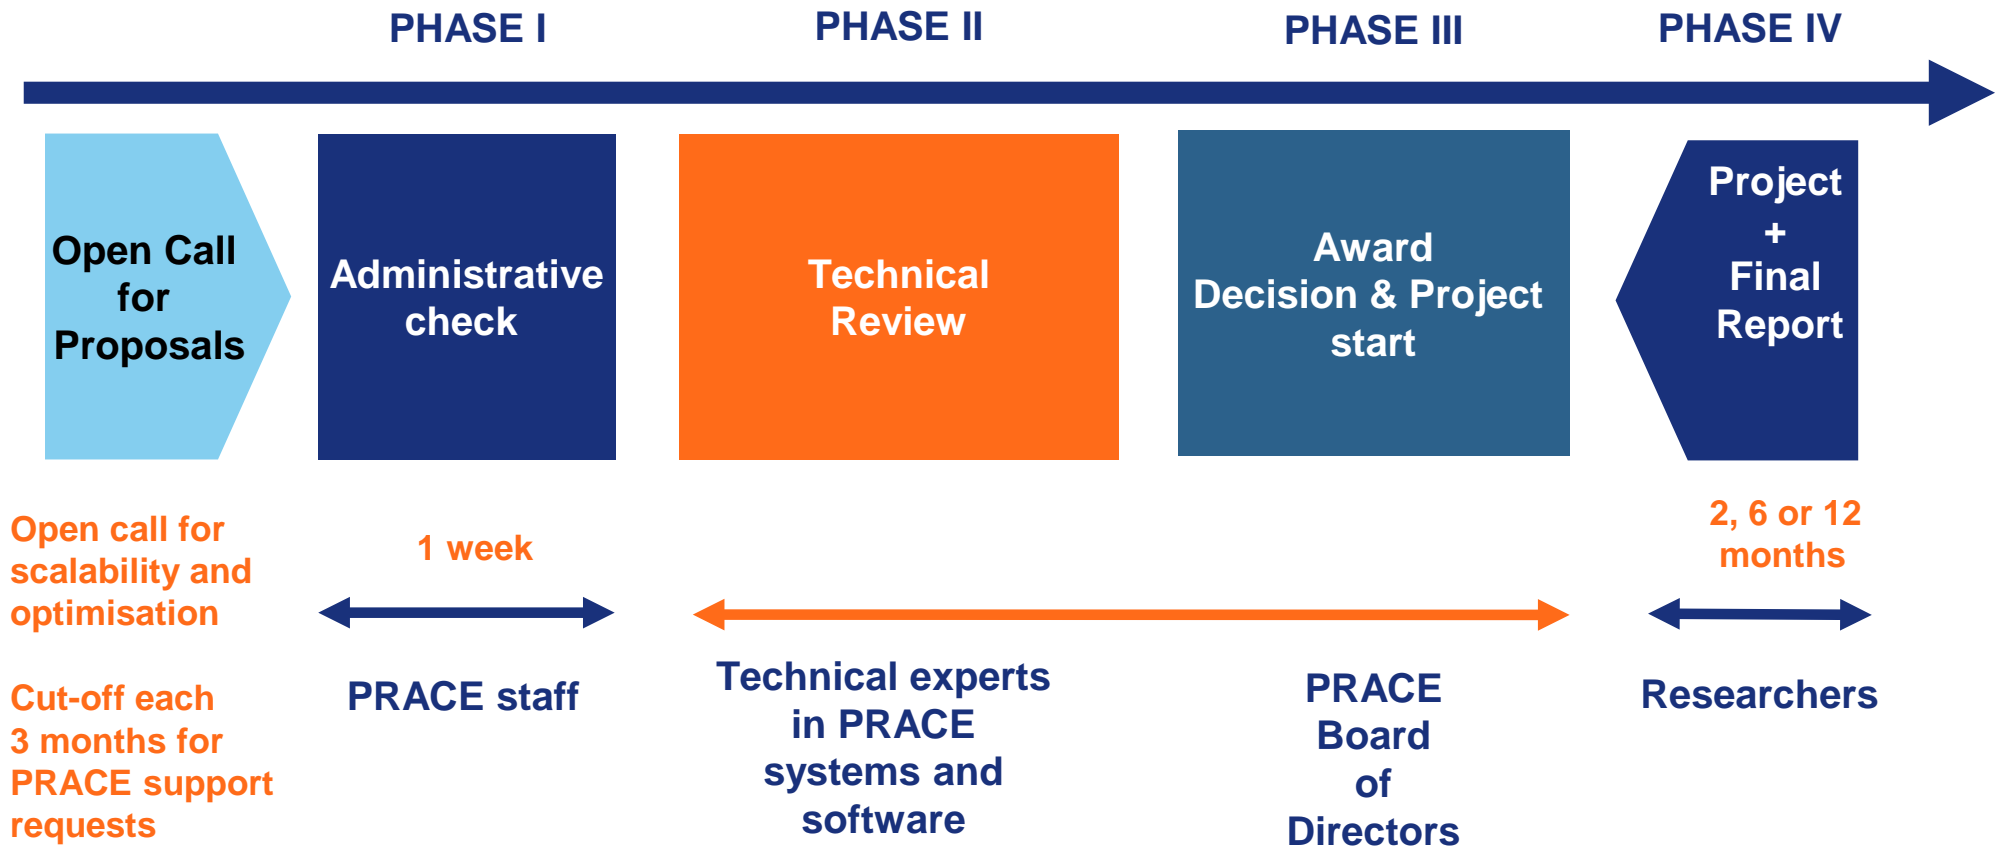 PHASE I
PHASE II
PHASE III
PHASE IV
Open Call
for
Proposals
Administrative
check
Technical
Review
Award
Decision & Project
start
Project
+
Final
Report
Open call for
scalability and
optimisation
Cut-off each
3 months for
PRACE support
requests
1 week
PRACE staff
Technical experts
in PRACE
systems and
software
PRACE
Board
of
Directors
2, 6 or 12
months
Researchers